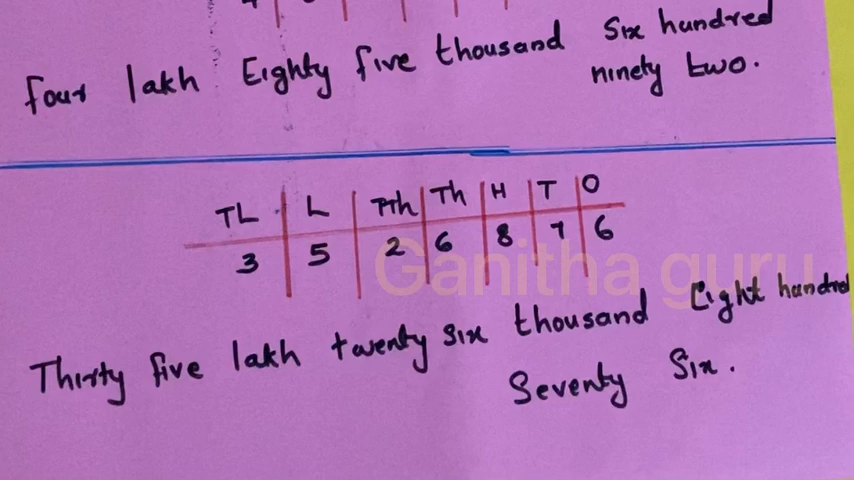 four lakh Eighty five thousand Six hundred
ninety two.
TL L TTh Th H T O
3 5 2 6 8 7 6
Ganitha guru
Thirty five lakh twenty six thousand Eight hundred
Seventy Six.